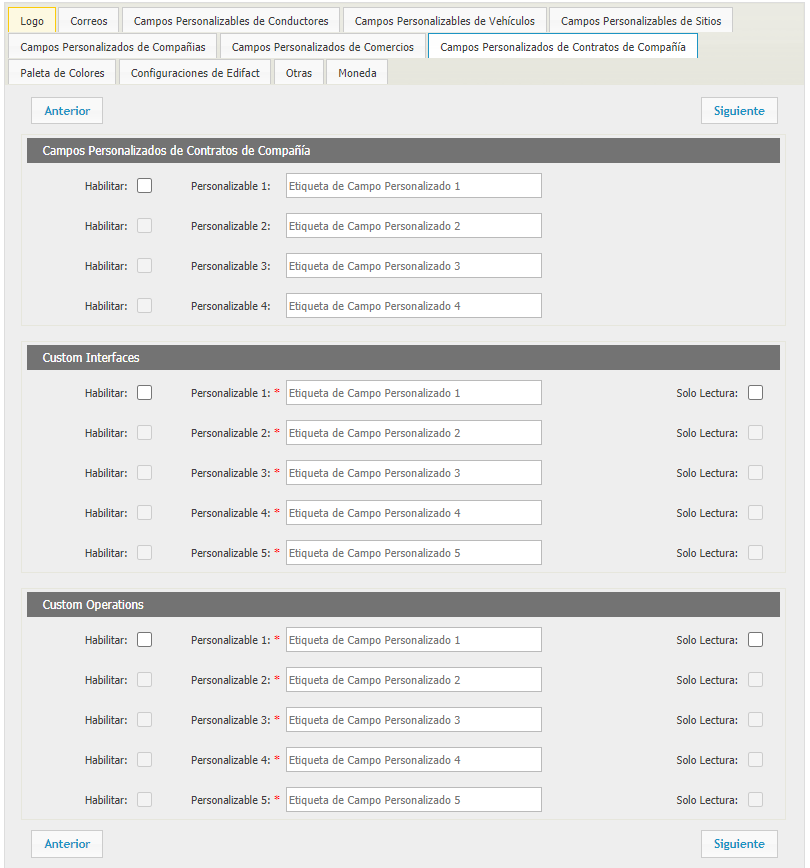 Logo Correos Campos Personalizables de Conductores Campos Personalizables de Vehículos Campos Personalizables de Sitios
Campos Personalizados de Compañias Campos Personalizados de Comercios Campos Personalizados de Contratos de Compañía
Paleta de Colores Configuraciones de Edifact Otras Moneda
Anterior Siguiente
Campos Personalizados de Contratos de Compañía
Habilitar: Personalizable 1: Etiqueta de Campo Personalizado 1
Habilitar: Personalizable 2: Etiqueta de Campo Personalizado 2
Habilitar: Personalizable 3: Etiqueta de Campo Personalizado 3
Habilitar: Personalizable 4: Etiqueta de Campo Personalizado 4
Custom Interfaces
Habilitar: Personalizable 1: * Etiqueta de Campo Personalizado 1 Solo Lectura:
Habilitar: Personalizable 2: * Etiqueta de Campo Personalizado 2 Solo Lectura:
Habilitar: Personalizable 3: * Etiqueta de Campo Personalizado 3 Solo Lectura:
Habilitar: Personalizable 4: * Etiqueta de Campo Personalizado 4 Solo Lectura:
Habilitar: Personalizable 5: * Etiqueta de Campo Personalizado 5 Solo Lectura:
Custom Operations
Habilitar: Personalizable 1: * Etiqueta de Campo Personalizado 1 Solo Lectura:
Habilitar: Personalizable 2: * Etiqueta de Campo Personalizado 2 Solo Lectura:
Habilitar: Personalizable 3: * Etiqueta de Campo Personalizado 3 Solo Lectura:
Habilitar: Personalizable 4: * Etiqueta de Campo Personalizado 4 Solo Lectura:
Habilitar: Personalizable 5: * Etiqueta de Campo Personalizado 5 Solo Lectura:
Anterior Siguiente